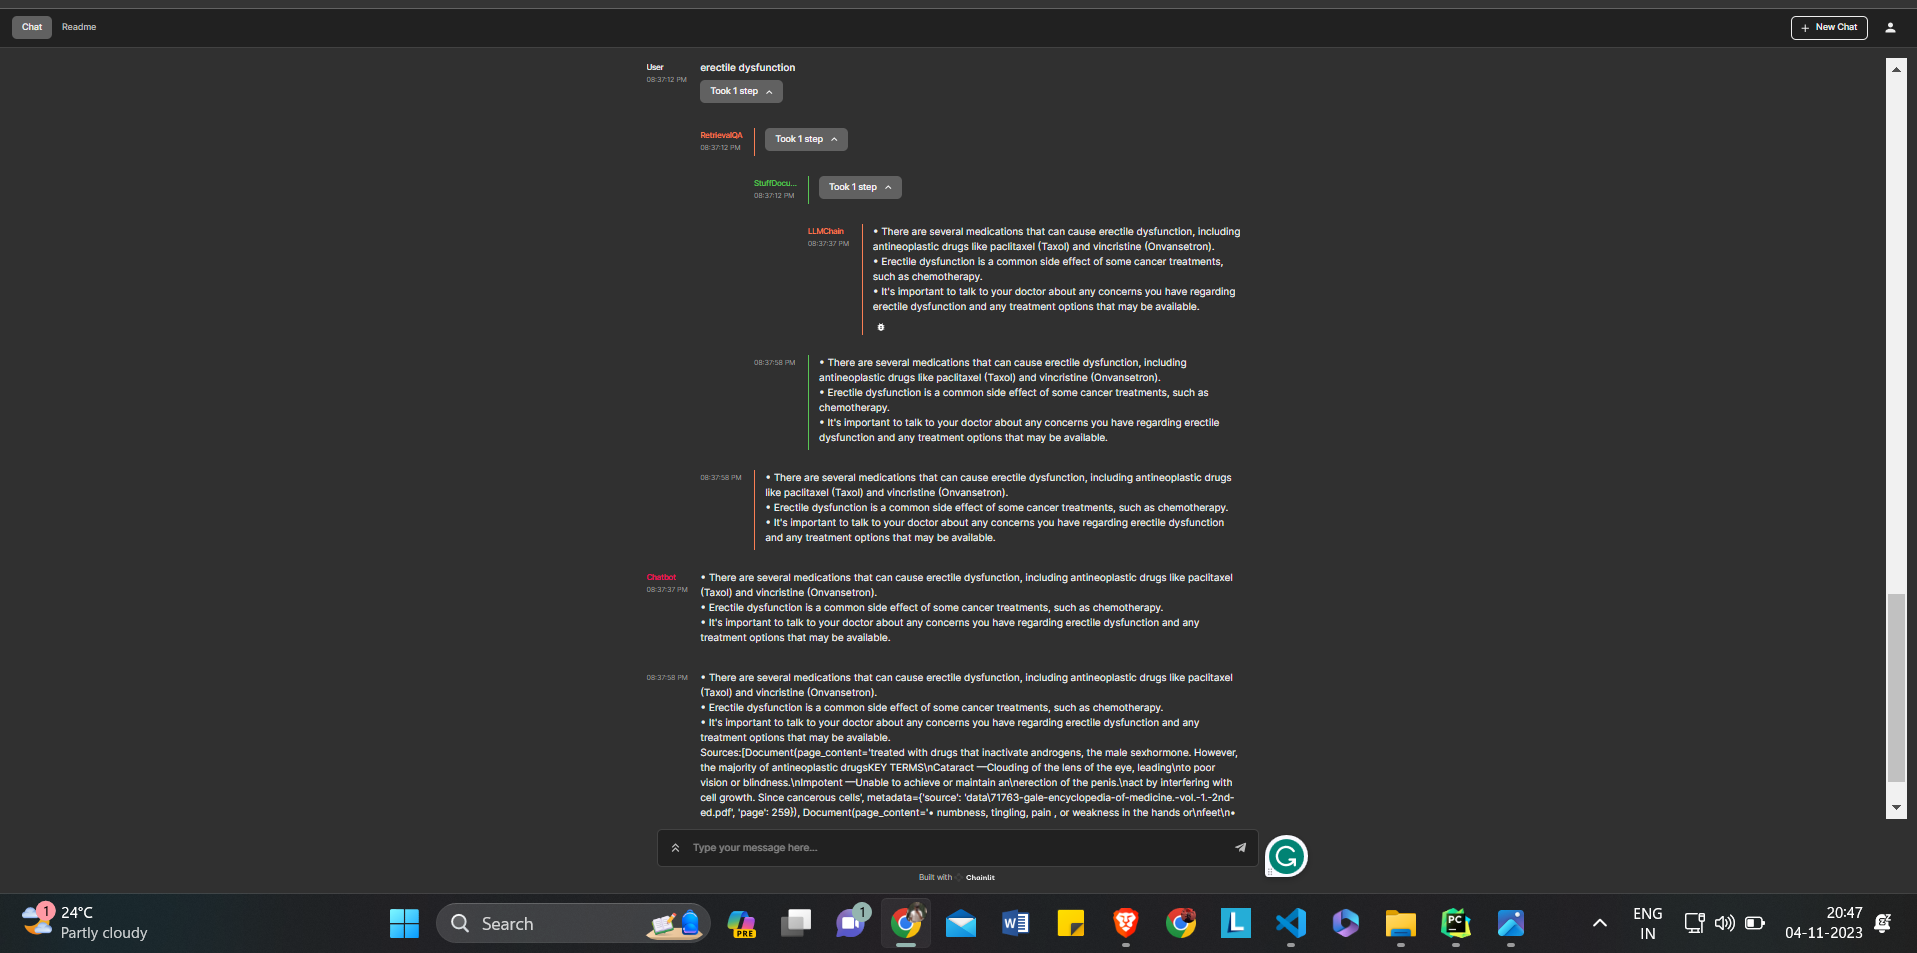 Chat Readme
+ New Chat
User erectile dysfunction
08:37:12 PM
Took 1 step
RetrievalQA Took 1 step
08:37:12 PM
StuffDocu... Took 1 step
08:37:12 PM
LLMChain • There are several medications that can cause erectile dysfunction, including
08:37:37 PM antineoplastic drugs like paclitaxel (Taxol) and vincristine (Onvansetron).
• Erectile dysfunction is a common side effect of some cancer treatments,
such as chemotherapy.
• It's important to talk to your doctor about any concerns you have regarding
erectile dysfunction and any treatment options that may be available.
08:37:58 PM • There are several medications that can cause erectile dysfunction, including
antineoplastic drugs like paclitaxel (Taxol) and vincristine (Onvansetron).
• Erectile dysfunction is a common side effect of some cancer treatments, such as
chemotherapy.
• It's important to talk to your doctor about any concerns you have regarding erectile
dysfunction and any treatment options that may be available.
08:37:58 PM • There are several medications that can cause erectile dysfunction, including antineoplastic drugs
like paclitaxel (Taxol) and vincristine (Onvansetron).
• Erectile dysfunction is a common side effect of some cancer treatments, such as chemotherapy.
• It's important to talk to your doctor about any concerns you have regarding erectile dysfunction
and any treatment options that may be available.
Chatbot • There are several medications that can cause erectile dysfunction, including antineoplastic drugs like paclitaxel
08:37:37 PM (Taxol) and vincristine (Onvansetron).
• Erectile dysfunction is a common side effect of some cancer treatments, such as chemotherapy.
• It's important to talk to your doctor about any concerns you have regarding erectile dysfunction and any
treatment options that may be available.
08:37:58 PM • There are several medications that can cause erectile dysfunction, including antineoplastic drugs like paclitaxel
(Taxol) and vincristine (Onvansetron).
• Erectile dysfunction is a common side effect of some cancer treatments, such as chemotherapy.
• It's important to talk to your doctor about any concerns you have regarding erectile dysfunction and any
treatment options that may be available.
Sources:[Document(page_content='treated with drugs that inactivate androgens, the male sexhormone. However,
the majority of antineoplastic drugsKEY TERMS\nCataract —Clouding of the lens of the eye, leading\nto poor
vision or blindness.\nImpotent —Unable to achieve or maintain an\nerection of the penis.\nact by interfering with
cell growth. Since cancerous cells', metadata={'source': 'data\71763-gale-encyclopedia-of-medicine.-vol.-1.-2nd-
ed.pdf', 'page': 259}), Document(page_content='• numbness, tingling, pain , or weakness in the hands or\nfeet\n•
Type your message here...
Built with Chainlit
1 24°C
Partly cloudy
Search
PRE
1
PC
ENG
IN
20:47
04-11-2023